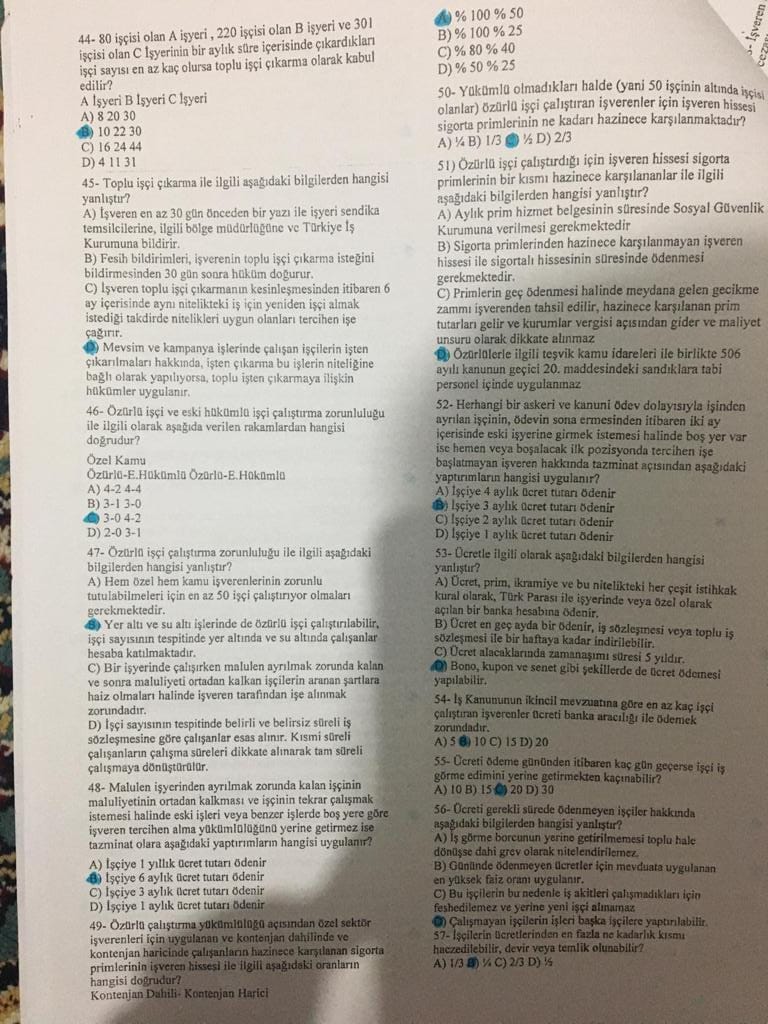 44- 80 işçisi olan A işyeri , 220 işçisi olan B işyeri ve 301
işçisi olan C İşyerinin bir aylık süre içerisinde çıkardıkları
işçi sayısı en az kaç olursa toplu işçi çıkarma olarak kabul
edilir?
A İşyeri B İşyeri C İşyeri
A) 8 20 30
B) 10 22 30
C) 16 24 44
D) 4 11 31
45- Toplu işçi çıkarma ile ilgili aşağıdaki bilgilerden hangisi
yanlıştır?
A) İşveren en az 30 gün önceden bir yazı ile işyeri sendika
temsilcilerine, ilgili bölge müdürlüğüne ve Türkiye İş
Kurumuna bildirir.
B) Fesih bildirimleri, işverenin toplu işçi çıkarma isteğini
bildirmesinden 30 gün sonra hüküm doğurur.
C) İşveren toplu işçi çıkarmanın kesinleşmesinden itibaren 6
ay içerisinde aynı nitelikteki iş için yeniden işçi almak
istediği takdirde nitelikleri uygun olanları tercihen işe
çağırır.
D) Mevsim ve kampanya işlerinde çalışan işçilerin işten
çıkarılmaları hakkında, işten çıkarma bu işlerin niteliğine
bağlı olarak yapılıyorsa, toplu işten çıkarmaya ilişkin
hükümler uygulanır.
46- Özürlü işçi ve eski hükümlü işçi çalıştırma zorunluluğu
ile ilgili olarak aşağıda verilen rakamlardan hangisi
doğrudur?
Özel Kamu
Özürlü-E.Hükümlü Özürlü-E.Hükümlü
A) 4-2 4-4
B) 3-1 3-0
C) 3-0 4-2
D) 2-0 3-1
47- Özürlü işçi çalıştırma zorunluluğu ile ilgili aşağıdaki
bilgilerden hangisi yanlıştır?
A) Hem özel hem kamu işverenlerinin zorunlu
tutulabilmeleri için en az 50 işçi çalıştırıyor olmaları
gerekmektedir.
B) Yer altı ve su altı işlerinde de özürlü işçi çalıştırılabilir,
işçi sayısının tespitinde yer altında ve su altında çalışanlar
hesaba katılmaktadır.
C) Bir işyerinde çalışırken malulen ayrılmak zorunda kalan
ve sonra maluliyeti ortadan kalkan işçilerin aranan şartlara
haiz olmaları halinde işveren tarafından işe alınmak
zorundadır.
D) İşçi sayısının tespitinde belirli ve belirsiz süreli iş
sözleşmesine göre çalışanlar esas alınır. Kısmi süreli
çalışanların çalışma süreleri dikkate alınarak tam süreli
çalışmaya dönüştürülür.
48- Malulen işyerinden ayrılmak zorunda kalan işçinin
maluliyetinin ortadan kalkması ve işçinin tekrar çalışmak
istemesi halinde eski işleri veya benzer işlerde boş yere göre
işveren tercihen alma yükümlülüğünü yerine getirmez ise
tazminat olara aşağıdaki yaptırımların hangisi uygulanır?
A) İşçiye 1 yıllık ücret tutarı ödenir
B) İşçiye 6 aylık ücret tutarı ödenir
C) İşçiye 3 aylık ücret tutarı ödenir
D) İşçiye 1 aylık ücret tutarı ödenir
49- Özürlü çalıştırma yükümlülüğü açısından özel sektör
işverenleri için uygulanan ve kontenjan dahilinde ve
kontenjan haricinde çalışanların hazinece karşılanan sigorta
primlerinin işveren hissesi ile ilgili aşağıdaki oranların
hangisi doğrudur?
Kontenjan Dahili- Kontenjan Harici
A) % 100 % 50
B) % 100 % 25
C) % 80 % 40
D) % 50 % 25
50- Yükümlü olmadıkları halde (yani 50 işçinin altında işçisi
olanlar) özürlü işçi çalıştıran işverenler için işveren hissesi
sigorta primlerinin ne kadarı hazinece karşılanmaktadır?
A) ¼ B) 1/3 C) ½ D) 2/3
51) Özürlü işçi çalıştırdığı için işveren hissesi sigorta
primlerinin bir kısmı hazinece karşılananlar ile ilgili
aşağıdaki bilgilerden hangisi yanlıştır?
A) Aylık prim hizmet belgesinin süresinde Sosyal Güvenlik
Kurumuna verilmesi gerekmektedir
B) Sigorta primlerinden hazinece karşılanmayan işveren
hissesi ile sigortalı hissesinin süresinde ödenmesi
gerekmektedir.
C) Primlerin geç ödenmesi halinde meydana gelen gecikme
zammı işverenden tahsil edilir, hazinece karşılanan prim
tutarları gelir ve kurumlar vergisi açısından gider ve maliyet
unsuru olarak dikkate alınmaz
D) Özürlülerle ilgili teşvik kamu idareleri ile birlikte 506
ayılı kanunun geçici 20. maddesindeki sandıklara tabi
personel içinde uygulanmaz
52- Herhangi bir askeri ve kanuni ödev dolayısıyla işinden
ayrılan işçinin, ödevin sona ermesinden itibaren iki ay
içerisinde eski işyerine girmek istemesi halinde boş yer var
ise hemen veya boşalacak ilk pozisyonda tercihen işe
başlatmayan işveren hakkında tazminat açısından aşağıdaki
yaptırımların hangisi uygulanır?
A) İşçiye 4 aylık ücret tutarı ödenir
B) İşçiye 3 aylık ücret tutarı ödenir
C) İşçiye 2 aylık ücret tutarı ödenir
D) İşçiye 1 aylık ücret tutarı ödenir
53- Ücretle ilgili olarak aşağıdaki bilgilerden hangisi
yanlıştır?
A) Ücret, prim, ikramiye ve bu nitelikteki her çeşit istihkak
kural olarak, Türk Parası ile işyerinde veya özel olarak
açılan bir banka hesabına ödenir.
B) Ücret en geç ayda bir ödenir, iş sözleşmesi veya toplu iş
sözleşmesi ile bir haftaya kadar indirilebilir.
C) Ücret alacaklarında zamanaşımı süresi 5 yıldır.
D) Bono, kupon ve senet gibi şekillerde de ücret ödemesi
yapılabilir.
54- İş Kanununun ikincil mevzuatına göre en az kaç işçi
çalıştıran işverenler ücreti banka aracılığı ile ödemek
zorundadır.
A) 5 B) 10 C) 15 D) 20
55- Ücreti ödeme gününden itibaren kaç gün geçerse işçi iş
görme edimini yerine getirmekten kaçınabilir?
A) 10 B) 15 C) 20 D) 30
56- Ücreti gerekli sürede ödenmeyen işçiler hakkında
aşağıdaki bilgilerden hangisi yanlıştır?
A) İş görme borcunun yerine getirilmemesi toplu hale
dönüşse dahi grev olarak nitelendirilemez.
B) Gününde ödenmeyen ücretler için mevduata uygulanan
en yüksek faiz oranı uygulanır.
C) Bu işçilerin bu nedenle iş akitleri çalışmadıkları için
feshedilemez ve yerine yeni işçi alınamaz
D) Çalışmayan işçilerin işleri başka işçilere yaptırılabilir.
57- İşçilerin ücretlerinden en fazla ne kadarlık kısmı
haczedilebilir, devir veya temlik olunabilir?
A) 1/3 B) ¼ C) 2/3 D) ½
İşveren